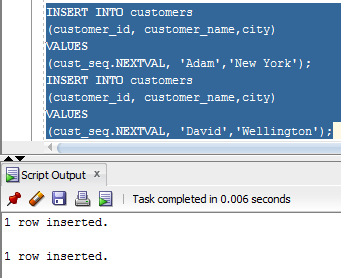 INSERT INTO customers
(customer_id, customer_name,city)
VALUES
(cust_seq.NEXTVAL, 'Adam','New York');
INSERT INTO customers
(customer_id, customer_name,city)
VALUES
(cust_seq.NEXTVAL, 'David','Wellington');
Script Output x
Task completed in 0.006 seconds
1 row inserted.
1 row inserted.